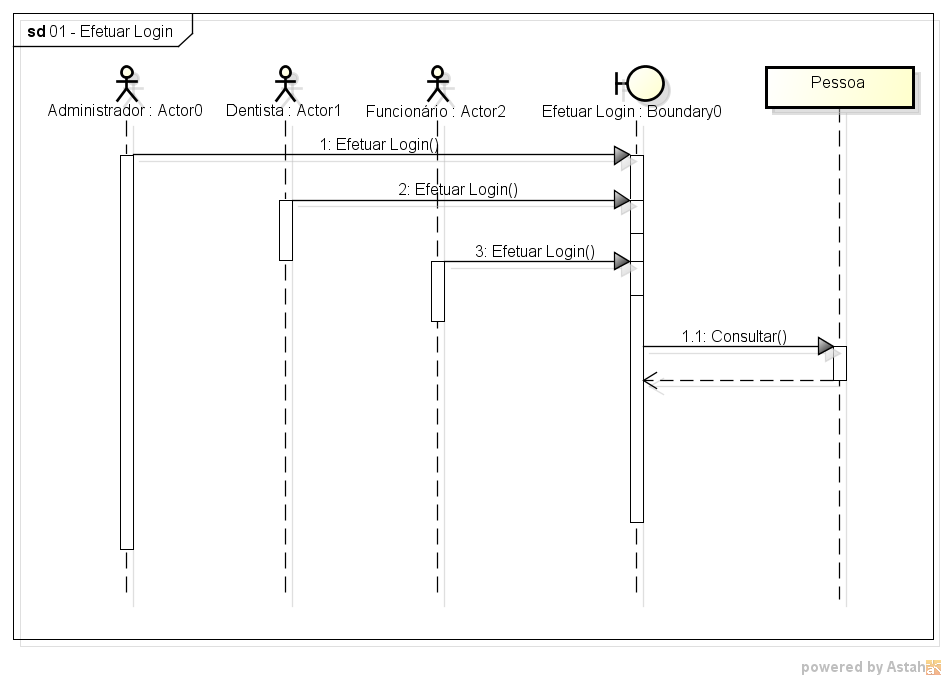 sd 01 - Efetuar Login
Administrador : Actor0
Dentista : Actor1
Funcionário : Actor2
Efetuar Login : Boundary0
Pessoa
1: Efetuar Login()
2: Efetuar Login()
3: Efetuar Login()
1.1: Consultar()
powered by Astah